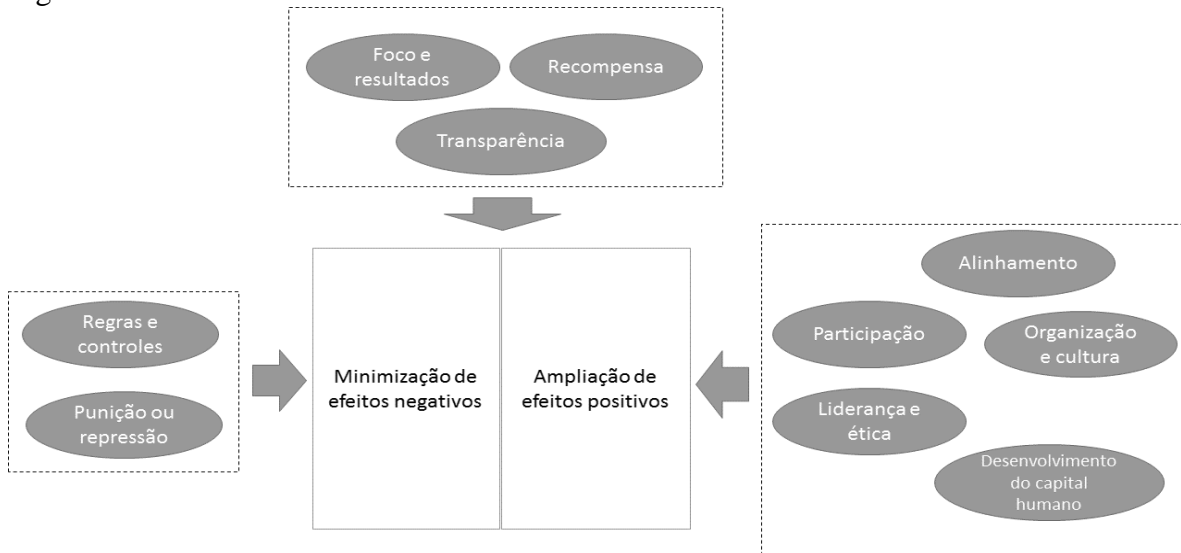 Foco e
resultados
Recompensa
Transparência
Regras e
controles
Punição ou
repressão
Minimização de
efeitos negativos
Ampliação de
efeitos positivos
Alinhamento
Participação
Organização
e cultura
Liderança e
ética
Desenvolvimento
do capital
humano